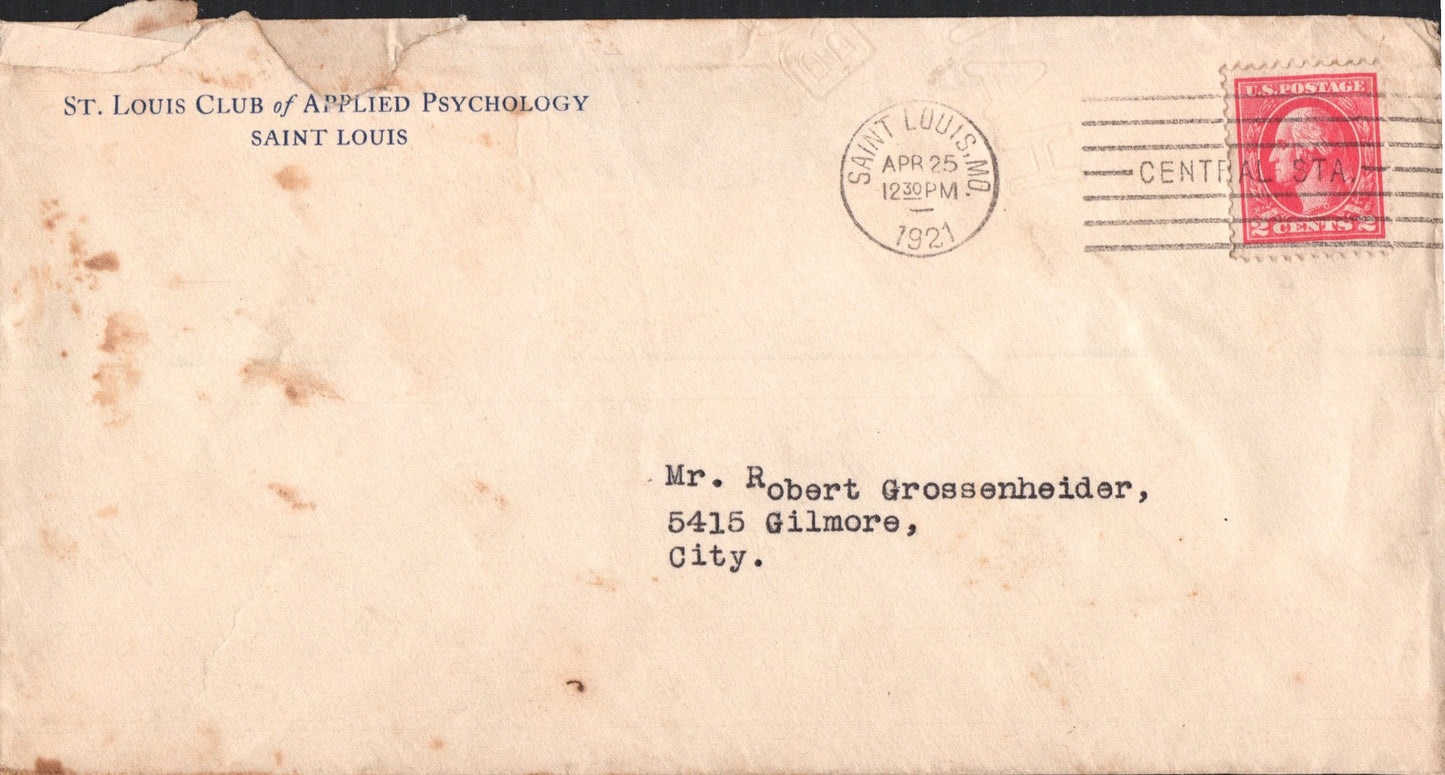 ST. LOUIS CLUB of APPLIED PSYCHOLOGY
SAINT LOUIS
SAINT LOUIS, MO.
APR 25
12 30 PM
1921
CENTRAL STA.
U.S. POSTAGE
2 CENTS 2
Mr. Robert Grossenheider,
5415 Gilmore,
City.